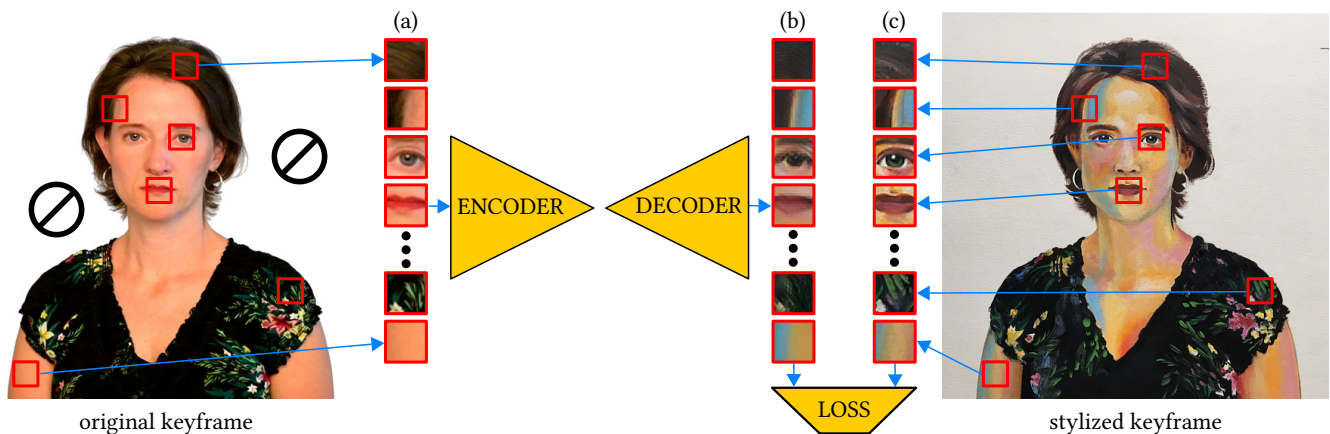 (a)
(b)
(c)
ENCODER
DECODER
LOSS
original keyframe
stylized keyframe